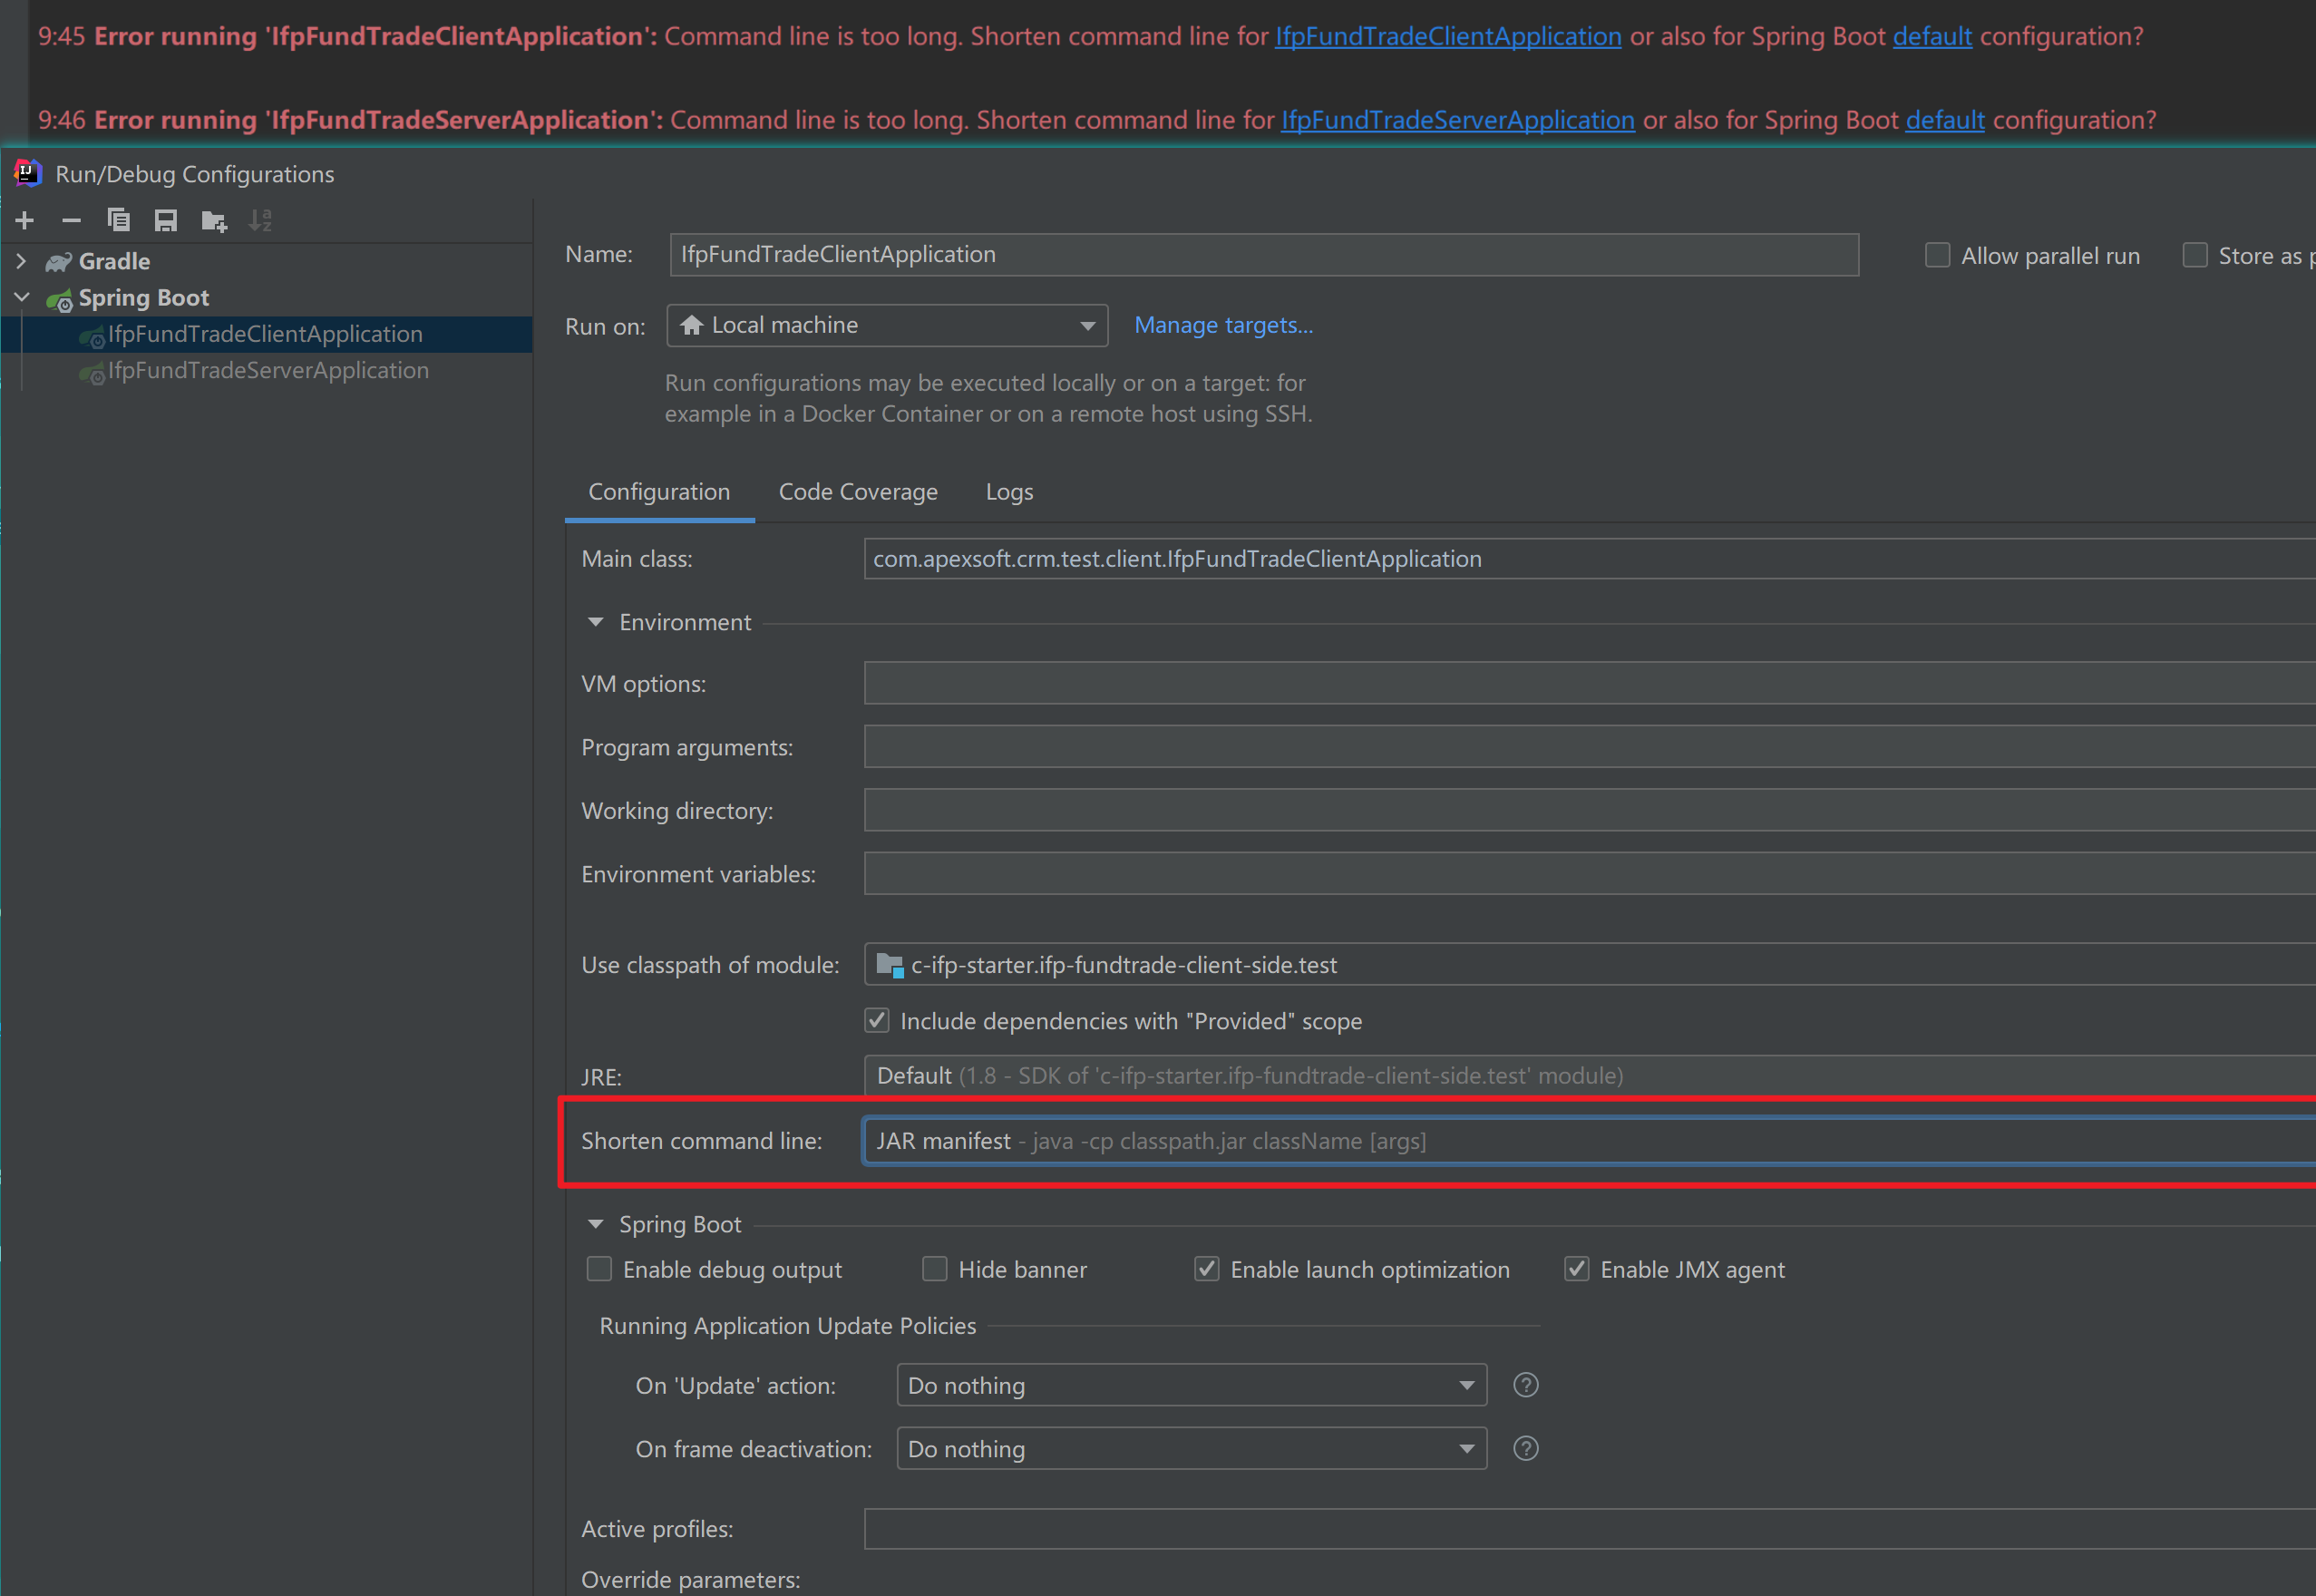 9:45 Error running 'IfpFundTradeClientApplication': Command line is too long. Shorten command line for IfpFundTradeClientApplication or also for Spring Boot default configuration?
9:46 Error running 'IfpFundTradeServerApplication': Command line is too long. Shorten command line for IfpFundTradeServerApplication or also for Spring Boot default configuration?
Run/Debug Configurations
Gradle
Spring Boot
IfpFundTradeClientApplication
IfpFundTradeServerApplication
Name: IfpFundTradeClientApplication
Allow parallel run
Store as p
Run on: Local machine Manage targets...
Run configurations may be executed locally or on a target: for
example in a Docker Container or on a remote host using SSH.
Configuration Code Coverage Logs
Main class: com.apexsoft.crm.test.client.IfpFundTradeClientApplication
Environment
VM options:
Program arguments:
Working directory:
Environment variables:
Use classpath of module: c-ifp-starter.ifp-fundtrade-client-side.test
Include dependencies with "Provided" scope
JRE: Default (1.8 - SDK of 'c-ifp-starter.ifp-fundtrade-client-side.test' module)
Shorten command line: JAR manifest - java -cp classpath.jar className [args]
Spring Boot
Enable debug output Hide banner Enable launch optimization Enable JMX agent
Running Application Update Policies
On 'Update' action: Do nothing
On frame deactivation: Do nothing
Active profiles:
Override parameters: